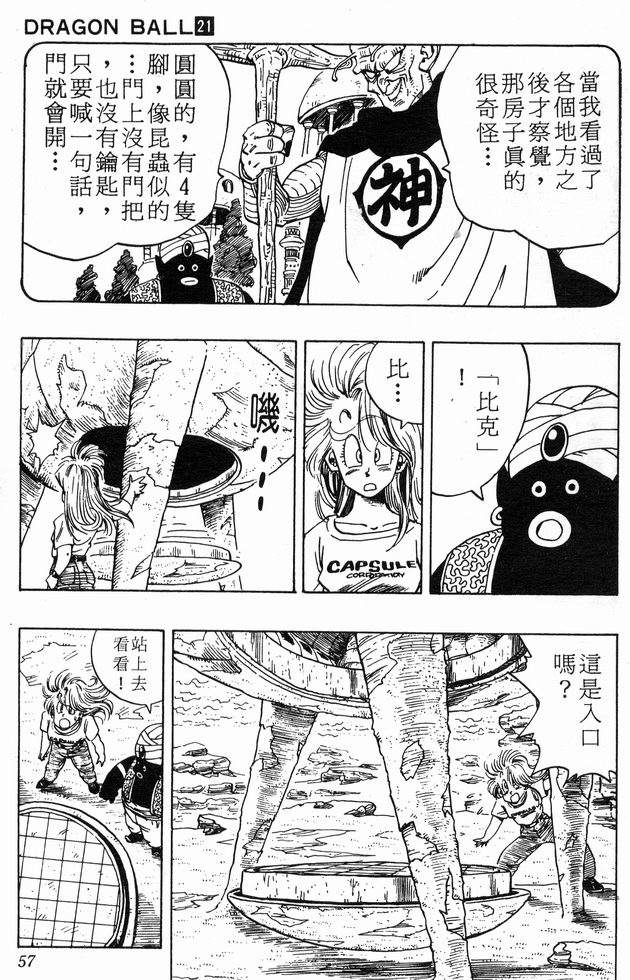 DRAGON BALL 21
當我看過了
各個地方之
後才察覺，
那房子真的
很奇怪…
神
圓圓的，有4隻
腳，像昆蟲似的
…門上沒有門把
，也沒有鑰匙，
只要喊一句話，
門就會開…
「比克」
！
比…
CAPSULE
CORPORATION
嘰……
這是入口
嗎？
站上去
看看！
57